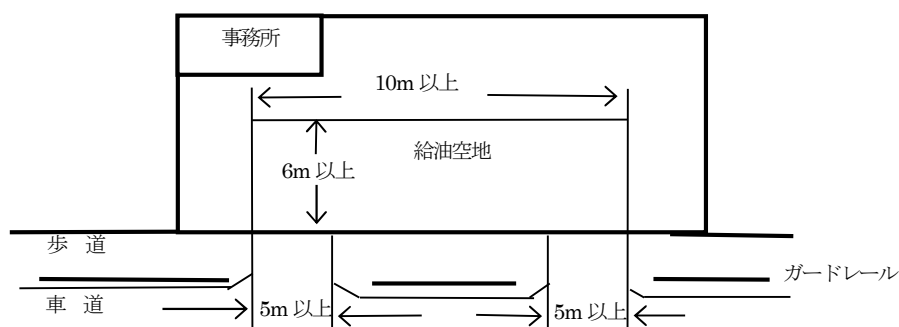 事務所
10m 以上
給油空地
6m 以上
歩 道
ガードレール
車 道
5m 以上
5m 以上